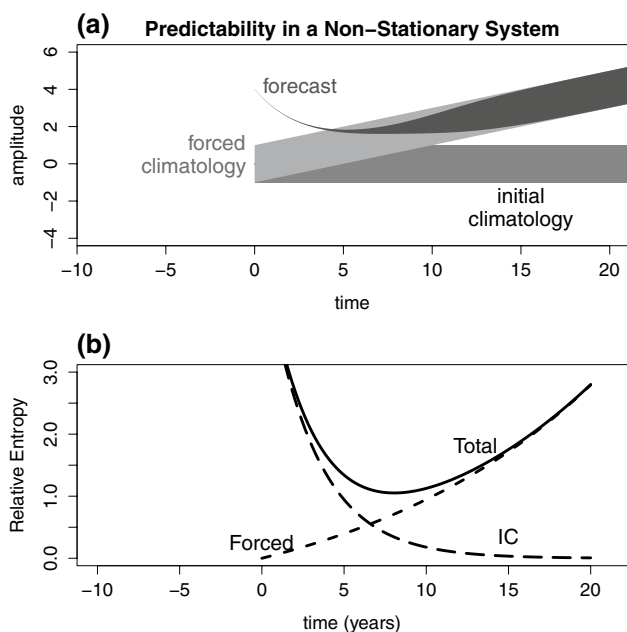 (a) Predictability in a Non−Stationary System
amplitude
6
4
2
0
−2
−4
forecast
forced
climatology
initial
climatology
−10 −5 0 5 10 15 20
time
(b)
Relative Entropy
3.0
2.0
1.0
0.0
Total
Forced
IC
−10 −5 0 5 10 15 20
time (years)